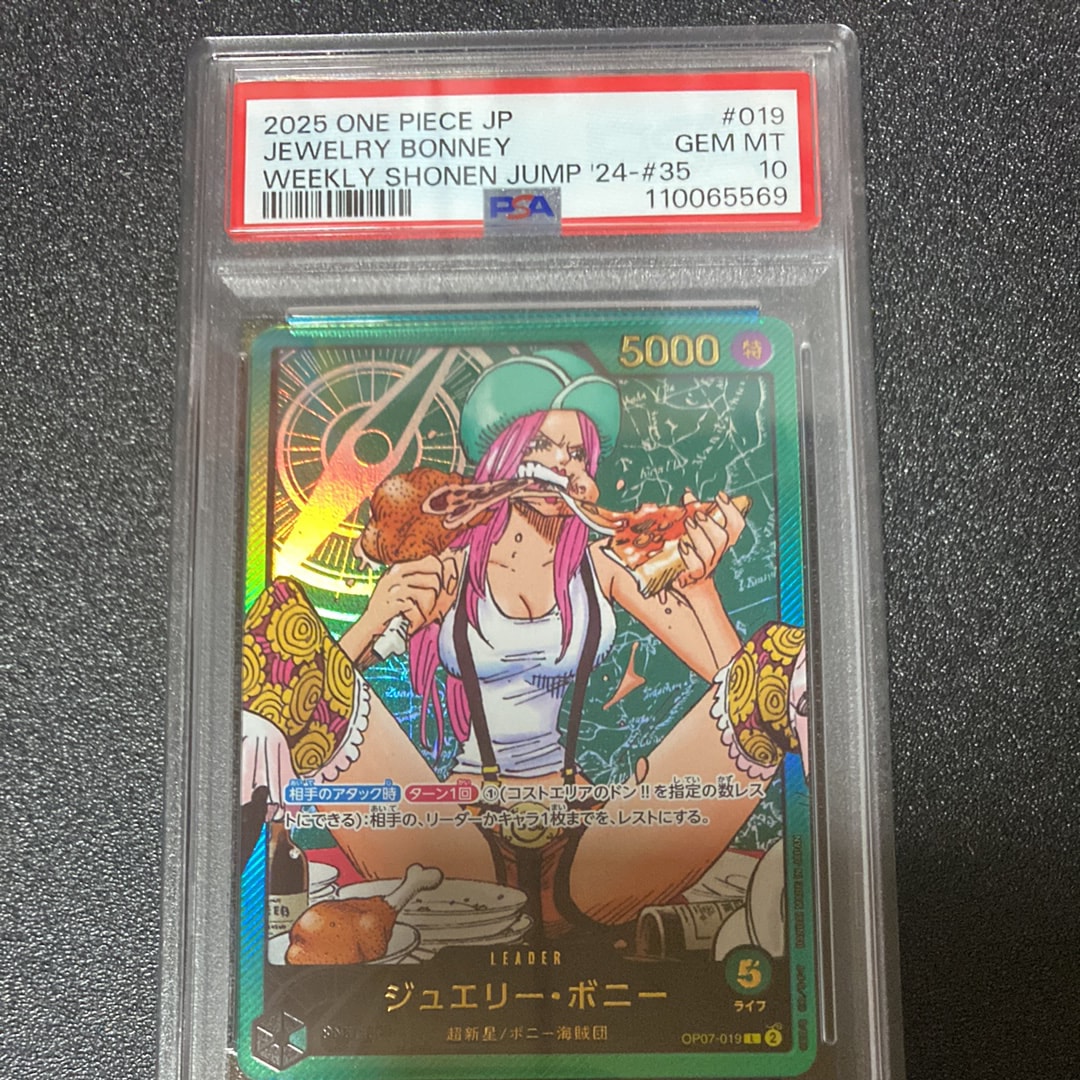 2025 ONE PIECE JP #019
JEWELRY BONNEY GEM MT
WEEKLY SHONEN JUMP '24-#35 10
PSA 110065569
5000 特
相手のアタック時 ターン1回 ①(コストエリアのドン!!を指定の数レス
トにできる):相手の、リーダーかキャラ1枚までを、レストにする。
LEADER
5
ライフ
ジュエリー・ボニー
超新星/ボニー海賊団
OP07-019 L 2